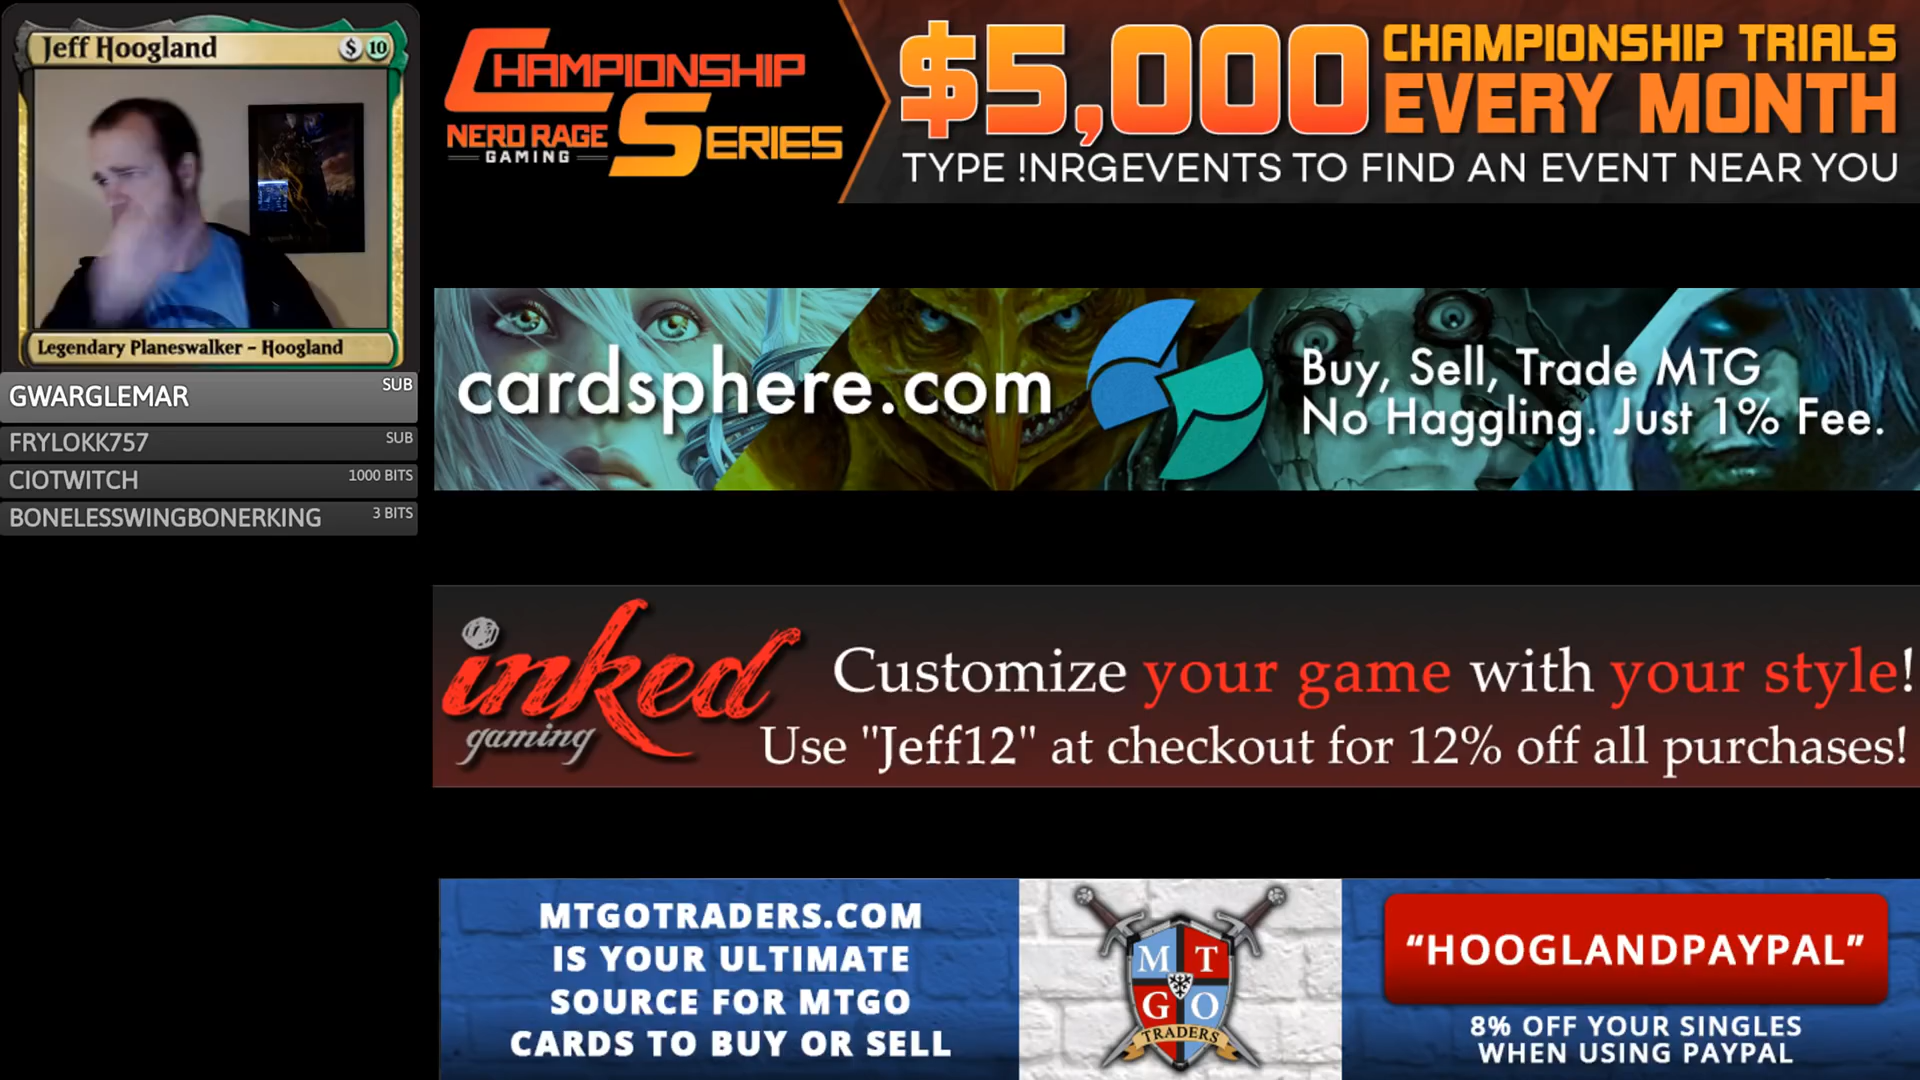 Jeff Hoogland $ 10
Legendary Planeswalker – Hoogland
GWARGLEMAR SUB
FRYLOKK757 SUB
CIOTWITCH 1000 BITS
BONELESSWINGBONERKING 3 BITS
CHAMPIONSHIP
NERD RAGE
GAMING
SERIES
$5,000
CHAMPIONSHIP TRIALS
EVERY MONTH
TYPE !NRGEVENTS TO FIND AN EVENT NEAR YOU
cardsphere.com
Buy, Sell, Trade MTG
No Haggling. Just 1% Fee.
inked
gaming
Customize your game with your style!
Use "Jeff12" at checkout for 12% off all purchases!
MTGOTRADERS.COM
IS YOUR ULTIMATE
SOURCE FOR MTGO
CARDS TO BUY OR SELL
M T
G O
TRADERS
“HOOGLANDPAYPAL”
8% OFF YOUR SINGLES
WHEN USING PAYPAL